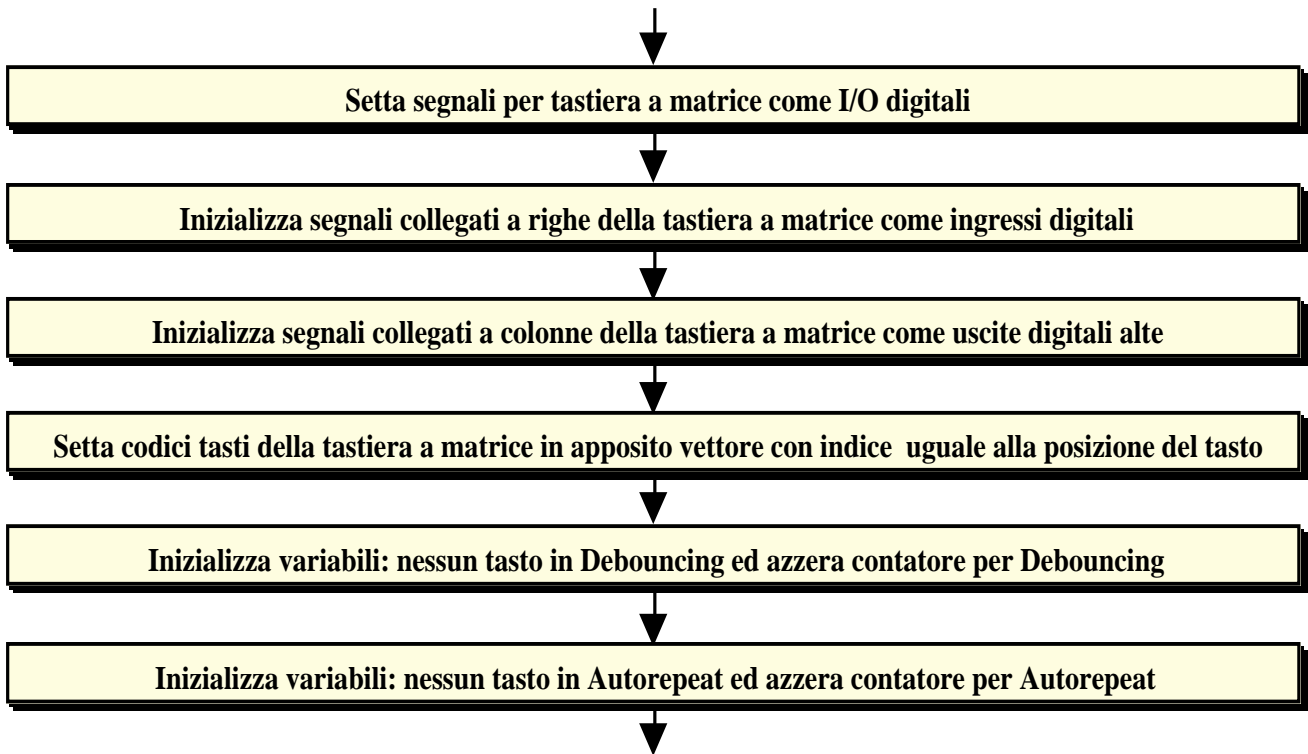 Setta segnali per tastiera a matrice come I/O digitali
Inizializza segnali collegati a righe della tastiera a matrice come ingressi digitali
Inizializza segnali collegati a colonne della tastiera a matrice come uscite digitali alte
Setta codici tasti della tastiera a matrice in apposito vettore con indice  uguale alla posizione del tasto
Inizializza variabili: nessun tasto in Debouncing ed azzera contatore per Debouncing
Inizializza variabili: nessun tasto in Autorepeat ed azzera contatore per Autorepeat